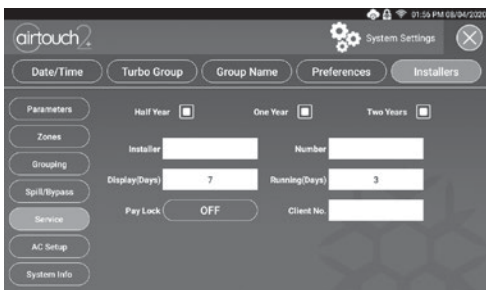 01:56 PM 08/04/2020
airtouch 2+
System Settings
Date/Time Turbo Group Group Name Preferences Installers
Parameters
Half Year One Year Two Years
Zones
Installer Number
Grouping
Display(Days) 7 Running(Days) 3
Spill/Bypass
Pay Lock OFF Client No.
Service
AC Setup
System Info